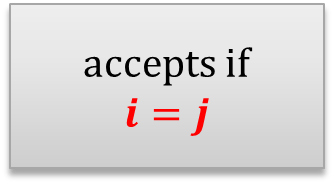 accepts if
i = j